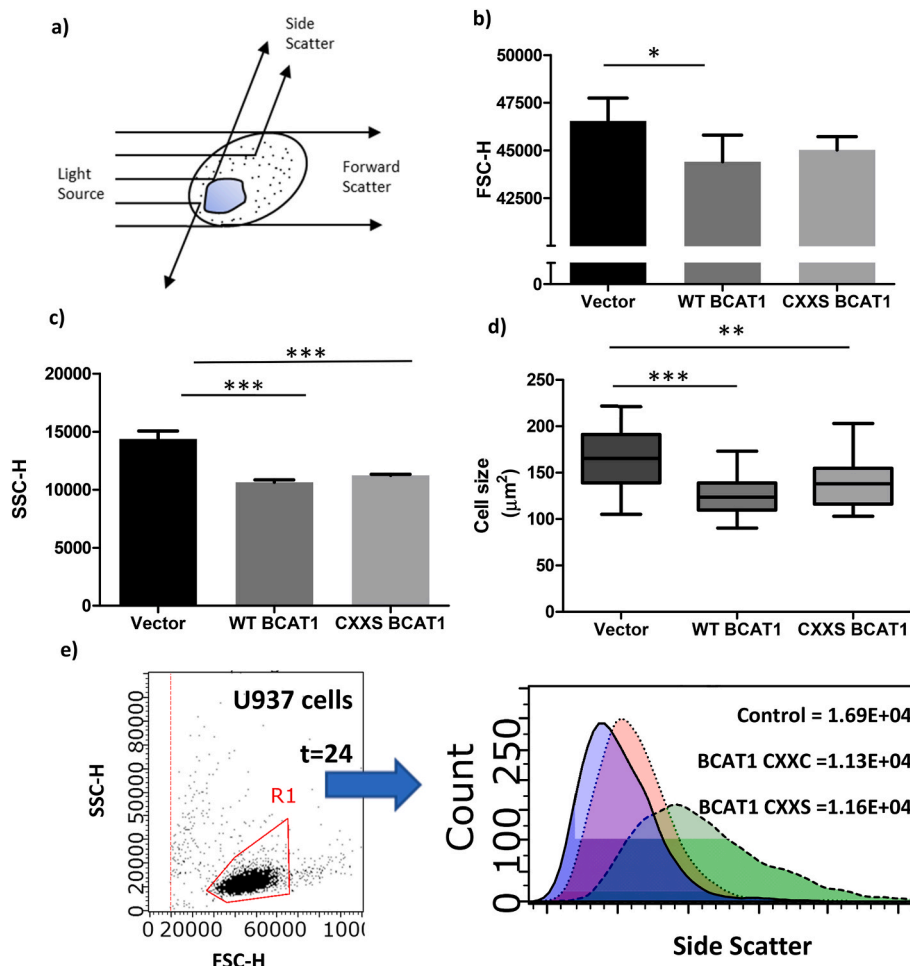 a)
Side
Scatter
Light
Source
Forward
Scatter
b)
FSC-H
50000
47500
45000
42500
0
*
Vector
WT BCAT1
CXXS BCAT1
c)
SSC-H
20000
15000
10000
5000
0
***
***
Vector
WT BCAT1
CXXS BCAT1
d)
Cell size
(μm²)
250
200
150
100
50
0
**
***
Vector
WT BCAT1
CXXS BCAT1
e)
SSC-H
80000
60000
50000
40000
20000
0
U937 cells
t=24
R1
0 20000
60000
1000
FSC-H
Count
250
200
100
50
0
Control = 1.69E+04
BCAT1 CXXC =1.13E+04
BCAT1 CXXS =1.16E+04
Side Scatter